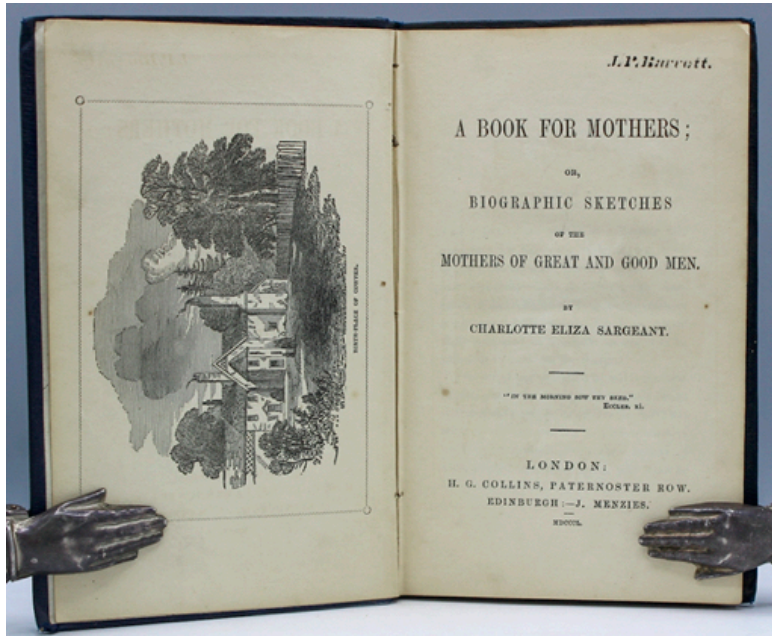 BIRTH-PLACE OF COWPER.
J.P.Barrett.
A BOOK FOR MOTHERS;
OR,
BIOGRAPHIC SKETCHES
OF THE
MOTHERS OF GREAT AND GOOD MEN.
BY
CHARLOTTE ELIZA SARGEANT.
"IN THE MORNING SOW THY SEED."
ECCLES. xi.
LONDON:
H. G. COLLINS, PATERNOSTER ROW.
EDINBURGH:—J. MENZIES.
MDCCCL.